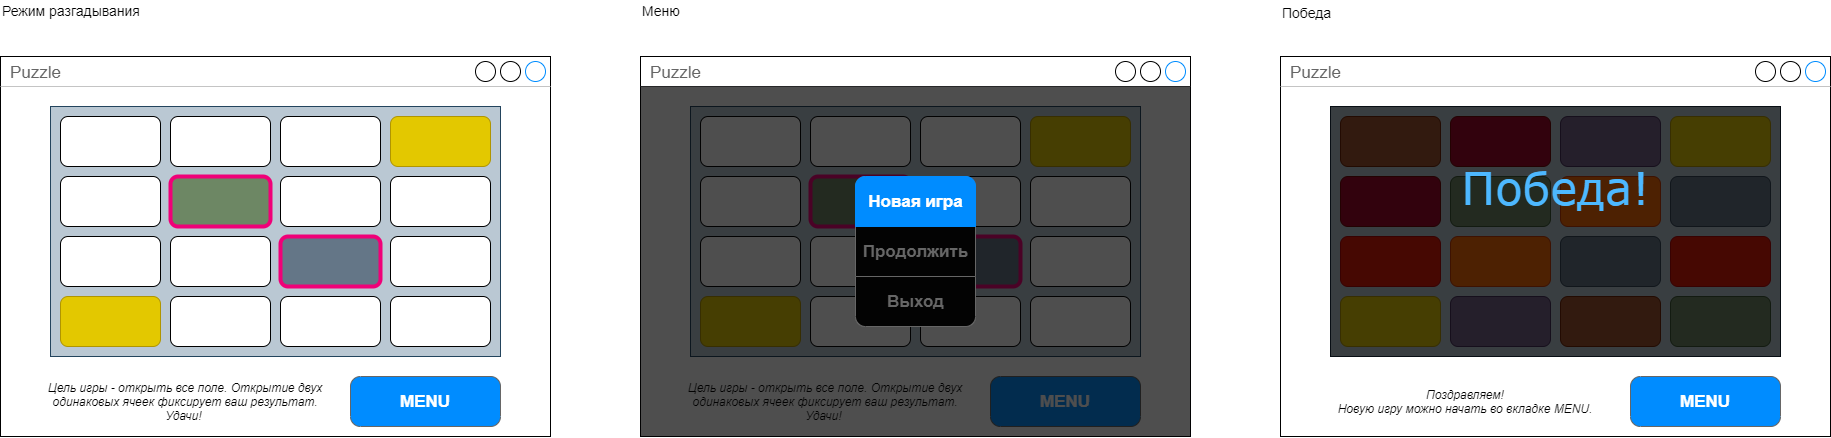 Режим разгадывания
Меню
Победа
Puzzle
Цель игры - открыть все поле. Открытие двух
одинаковых ячеек фиксирует ваш результат.
Удачи!
MENU
Puzzle
Новая игра
Продолжить
Выход
Цель игры - открыть все поле. Открытие двух
одинаковых ячеек фиксирует ваш результат.
Удачи!
MENU
Puzzle
Победа!
Поздравляем!
Новую игру можно начать во вкладке MENU.
MENU